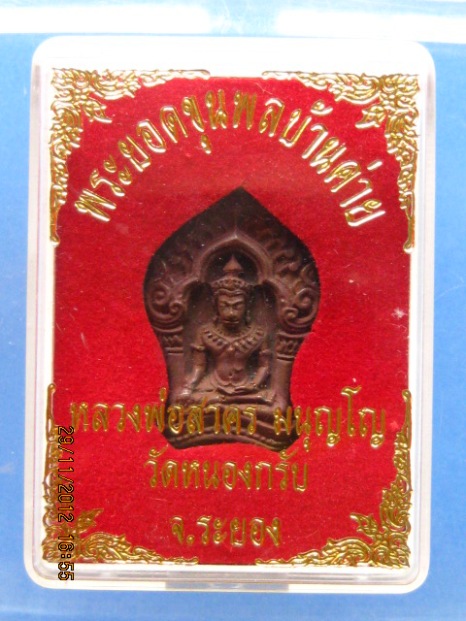 พระยอดขุนพลบ้านค่าย
หลวงพ่อสาคร มนุญโญ
วัดหนองกรับ
จ.ระยอง
29/11/2012 16:55